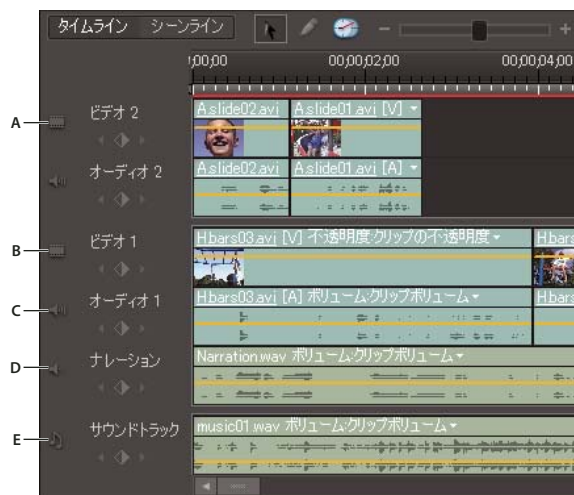 タイムライン シーンライン
;00;00 00;00;02;00 00;00;04;00
A ビデオ 2 A.slide02.avi A.slide01.avi [V]
オーディオ 2 A.slide02.avi A.slide01.avi [A]
B ビデオ 1 H.bars03.avi [V] 不透明度:クリップの不透明度 H.bars
C オーディオ 1 H.bars03.avi [A] ボリューム:クリップボリューム H.bars
D ナレーション Narration.wav ボリューム:クリップボリューム
E サウンドトラック music01.wav ボリューム:クリップボリューム